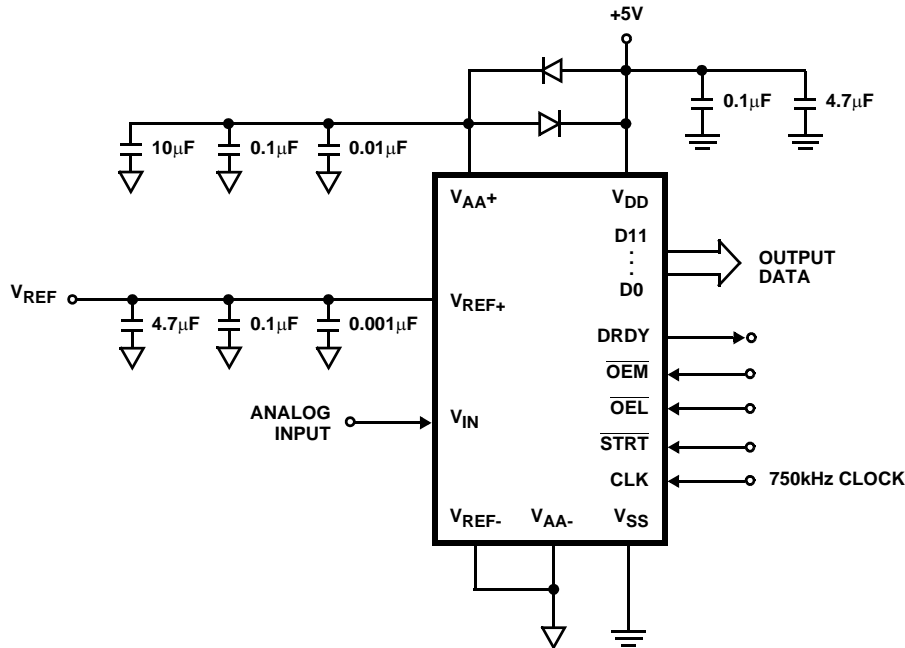 +5V
0.1µF
4.7µF
10µF
0.1µF
0.01µF
VAA+
VDD
D11
D0
OUTPUT
DATA
VREF
VREF+
4.7µF
0.1µF
0.001µF
DRDY
OEM
OEL
STRT
CLK
750kHz CLOCK
ANALOG
INPUT
VIN
VREF-
VAA-
VSS